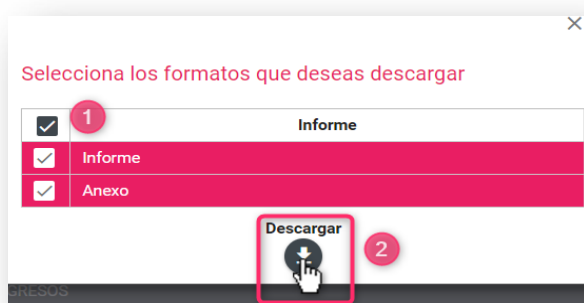 Selecciona los formatos que deseas descargar
1
Informe
Informe
Anexo
Descargar
2
GRESOS